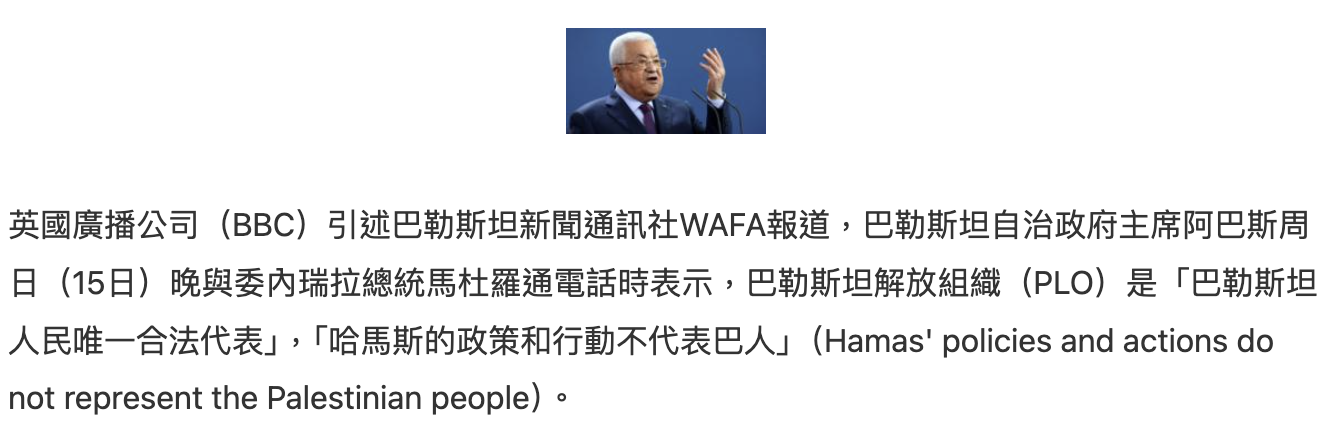 英國廣播公司（BBC）引述巴勒斯坦新聞通訊社WAFA報道，巴勒斯坦自治政府主席阿巴斯周
日（15日）晚與委內瑞拉總統馬杜羅通電話時表示，巴勒斯坦解放組織（PLO）是「巴勒斯坦
人民唯一合法代表」，「哈馬斯的政策和行動不代表巴人」（Hamas' policies and actions do
not represent the Palestinian people）。